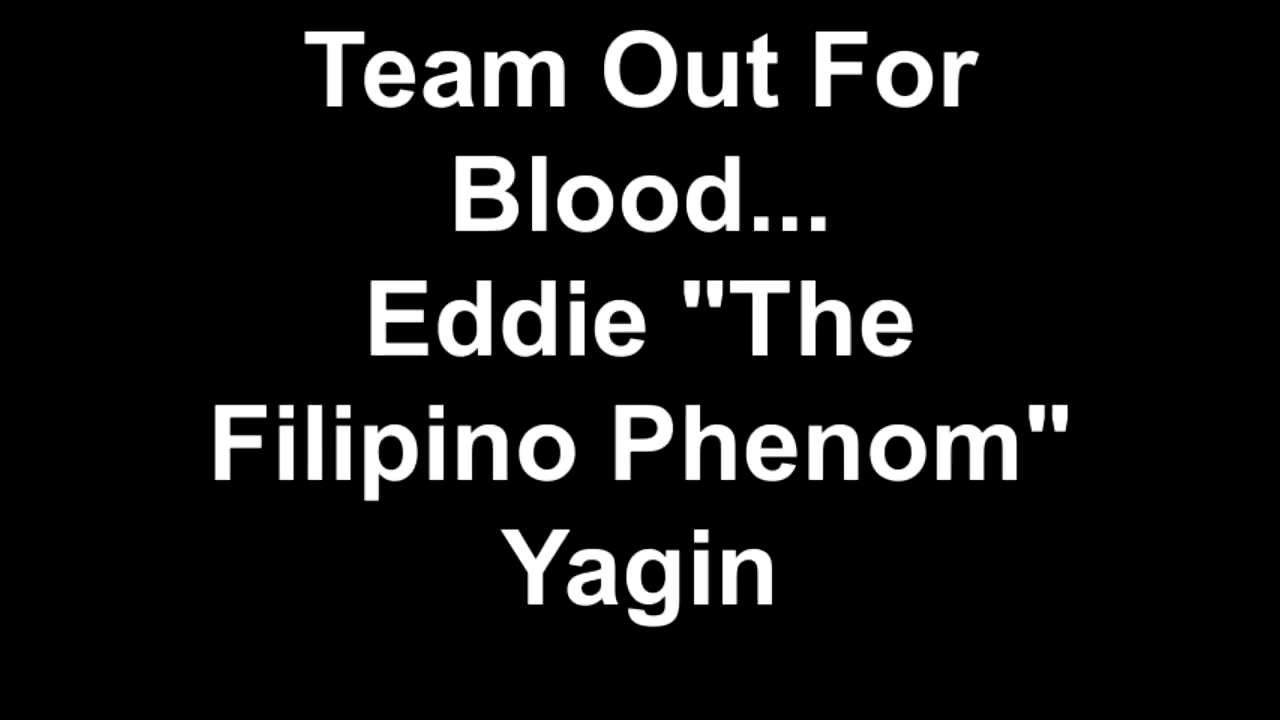 Team Out For
Blood...
Eddie "The
Filipino Phenom"
Yagin